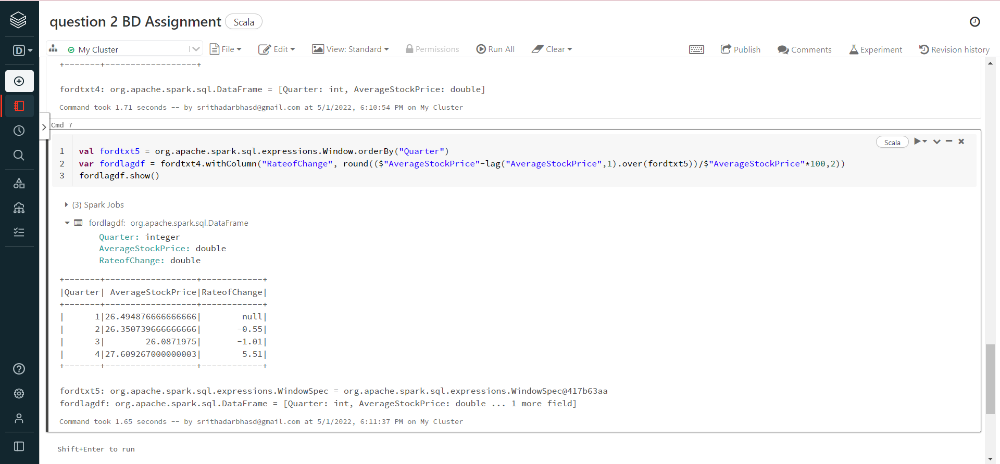 question 2 BD Assignment Scala
D My Cluster File Edit View: Standard Permissions Run All Clear Publish Comments Experiment Revision history
+-------+------------------+
fordtxt4: org.apache.spark.sql.DataFrame = [Quarter: int, AverageStockPrice: double]
Command took 1.71 seconds -- by srithadarbhasd@gmail.com at 5/1/2022, 6:10:54 PM on My Cluster
Cmd 7
Scala
1 val fordtxt5 = org.apache.spark.sql.expressions.Window.orderBy("Quarter")
2 var fordlagdf = fordtxt4.withColumn("RateofChange", round(($"AverageStockPrice"-lag("AverageStockPrice",1).over(fordtxt5))/$"AverageStockPrice"*100,2))
3 fordlagdf.show()
(3) Spark Jobs
fordlagdf: org.apache.spark.sql.DataFrame
Quarter: integer
AverageStockPrice: double
RateofChange: double
+-------+------------------+------------+
|Quarter| AverageStockPrice|RateofChange|
+-------+------------------+------------+
|      1|26.494876666666666|        null|
|      2|26.350739666666666|       -0.55|
|      3|        26.0871975|       -1.01|
|      4|27.609267000000003|        5.51|
+-------+------------------+------------+
fordtxt5: org.apache.spark.sql.expressions.WindowSpec = org.apache.spark.sql.expressions.WindowSpec@417b63aa
fordlagdf: org.apache.spark.sql.DataFrame = [Quarter: int, AverageStockPrice: double ... 1 more field]
Command took 1.65 seconds -- by srithadarbhasd@gmail.com at 5/1/2022, 6:11:37 PM on My Cluster
Shift+Enter to run